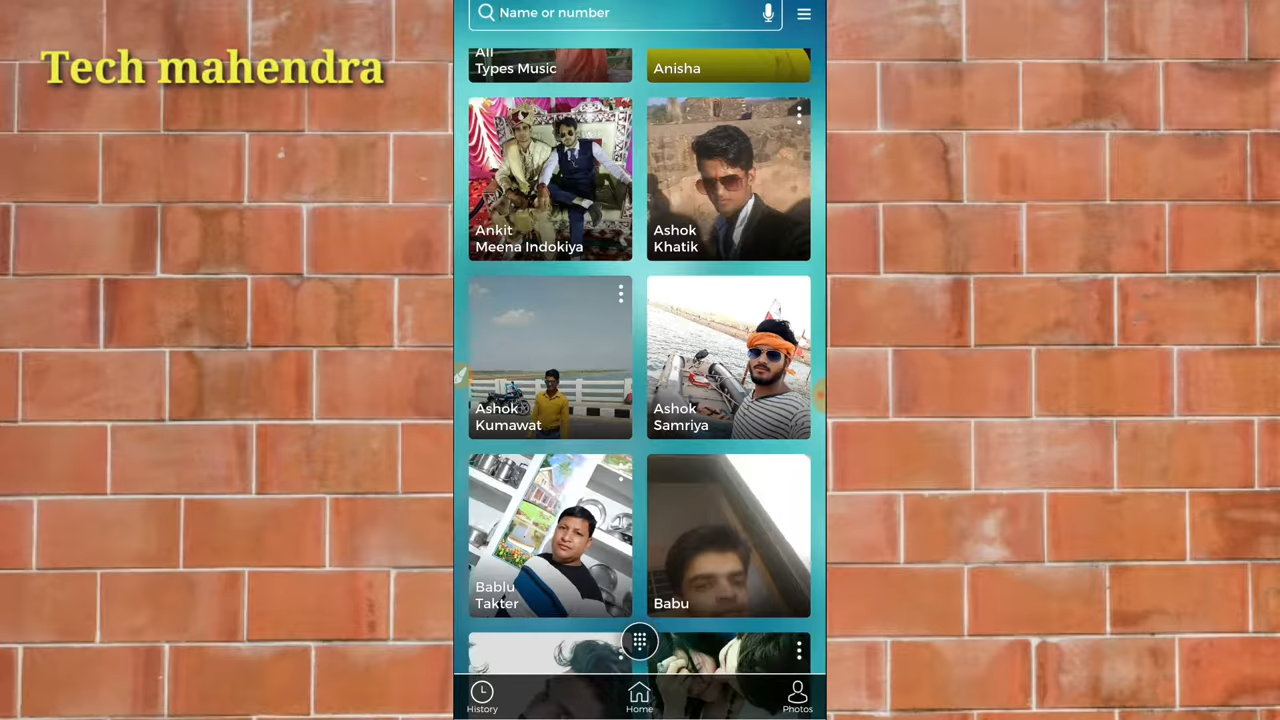 Tech mahendra
Name or number
All
Types Music
Anisha
Ankit
Meena Indokiya
Ashok
Khatik
Ashok
Kumawat
Ashok
Samriya
Bablu
Takter
Babu
History
Home
Photos